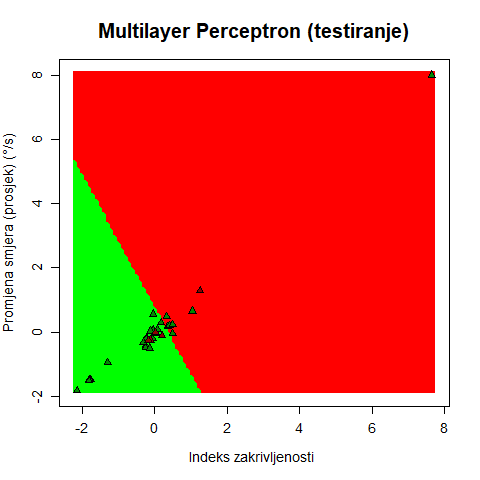 Multilayer Perceptron (testiranje)
Promjena smjera (prosjek) (°/s)
8
6
4
2
0
-2
-2 0 2 4 6 8
Indeks zakrivljenosti